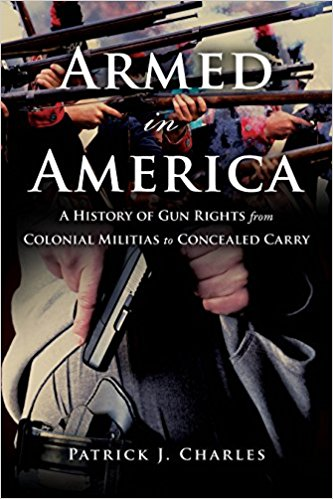 ARMED
in
AMERICA
A HISTORY OF GUN RIGHTS from
COLONIAL MILITIAS to CONCEALED CARRY
PATRICK J. CHARLES